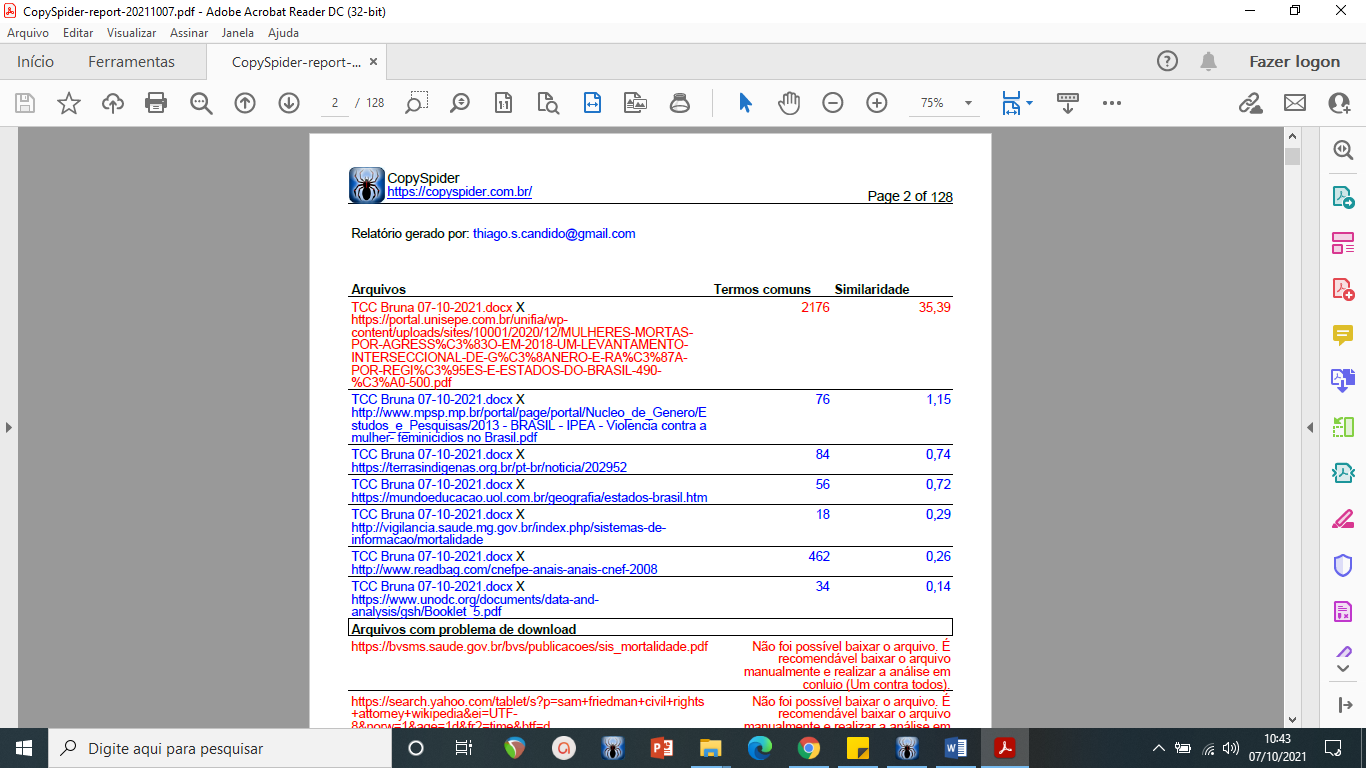 CopySpider-report-20211007.pdf - Adobe Acrobat Reader DC (32-bit)
Arquivo Editar Visualizar Assinar Janela Ajuda
Início Ferramentas CopySpider-report-... × Fazer logon
2 / 128 75%
CopySpider
https://copyspider.com.br/
Page 2 of 128
Relatório gerado por: thiago.s.candido@gmail.com
Arquivos Termos comuns Similaridade
TCC Bruna 07-10-2021.docx X 2176 35,39
https://portal.unisepe.com.br/unifia/wp-
content/uploads/sites/10001/2020/12/MULHERES-MORTAS-
POR-AGRESS%C3%83O-EM-2018-UM-LEVANTAMENTO-
INTERSECCIONAL-DE-G%C3%8ANERO-E-RA%C3%87A-
POR-REGI%C3%95ES-E-ESTADOS-DO-BRASIL-490-
%C3%A0-500.pdf
TCC Bruna 07-10-2021.docx X 76 1,15
http://www.mpsp.mp.br/portal/page/portal/Nucleo_de_Genero/E
studos_e_Pesquisas/2013 - BRASIL - IPEA - Violencia contra a
mulher- feminicidios no Brasil.pdf
TCC Bruna 07-10-2021.docx X 84 0,74
https://terrasindigenas.org.br/pt-br/noticia/202952
TCC Bruna 07-10-2021.docx X 56 0,72
https://mundoeducacao.uol.com.br/geografia/estados-brasil.htm
TCC Bruna 07-10-2021.docx X 18 0,29
http://vigilancia.saude.mg.gov.br/index.php/sistemas-de-
informacao/mortalidade
TCC Bruna 07-10-2021.docx X 462 0,26
http://www.readbag.com/cnefpe-anais-anais-cnef-2008
TCC Bruna 07-10-2021.docx X 34 0,14
https://www.unodc.org/documents/data-and-
analysis/gsh/Booklet_5.pdf
Arquivos com problema de download
https://bvsms.saude.gov.br/bvs/publicacoes/sis_mortalidade.pdf Não foi possível baixar o arquivo. É
recomendável baixar o arquivo
manualmente e realizar a análise em
conluio (Um contra todos).
https://search.yahoo.com/tablet/s?p=sam+friedman+civil+rights Não foi possível baixar o arquivo. É
+attorney+wikipedia&ei=UTF- recomendável baixar o arquivo
8&norw=1&age=1d&fr2=time&btf=d manualmente e realizar a análise em
Digite aqui para pesquisar
10:43
07/10/2021